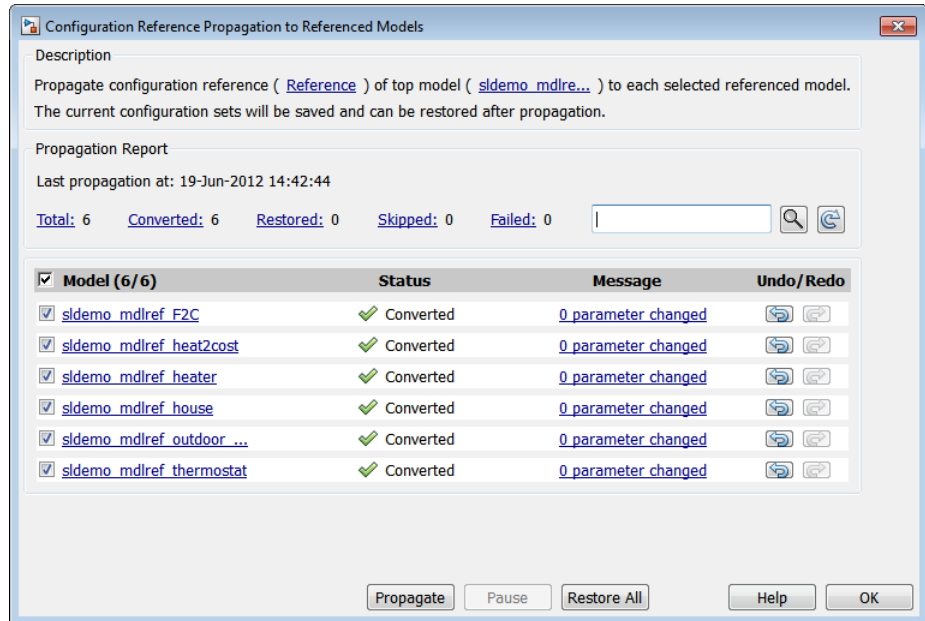 Configuration Reference Propagation to Referenced Models
Description
Propagate configuration reference ( Reference ) of top model ( sldemo_mdlre... ) to each selected referenced model.
The current configuration sets will be saved and can be restored after propagation.
Propagation Report
Last propagation at: 19-Jun-2012 14:42:44
Total: 6 Converted: 6 Restored: 0 Skipped: 0 Failed: 0
Model (6/6) Status Message Undo/Redo
sldemo_mdlref_F2C Converted 0 parameter changed
sldemo_mdlref_heat2cost Converted 0 parameter changed
sldemo_mdlref_heater Converted 0 parameter changed
sldemo_mdlref_house Converted 0 parameter changed
sldemo_mdlref_outdoor_... Converted 0 parameter changed
sldemo_mdlref_thermostat Converted 0 parameter changed
Propagate Pause Restore All Help OK